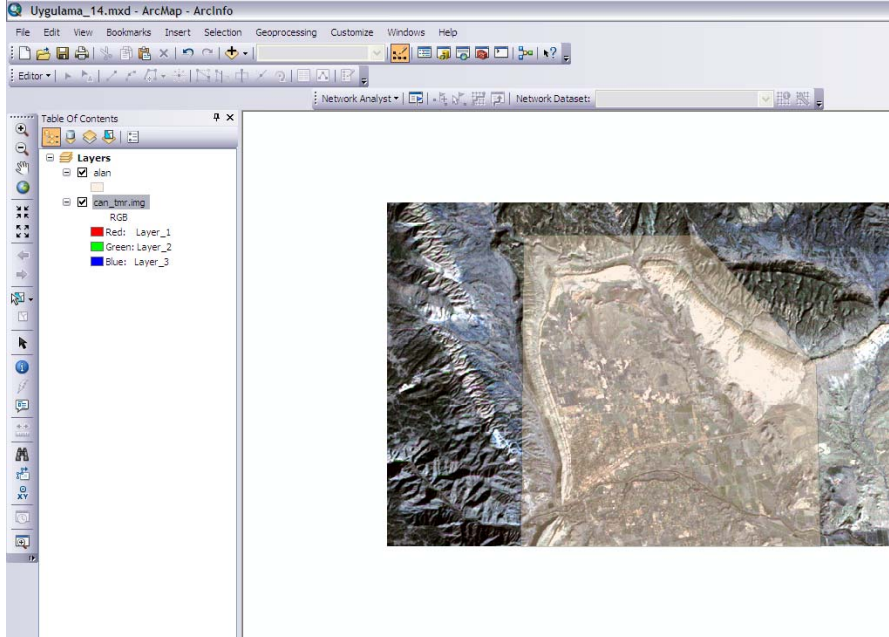 Uygulama_14.mxd - ArcMap - ArcInfo
File Edit View Bookmarks Insert Selection Geoprocessing Customize Windows Help
Editor
Network Analyst Network Dataset:
Table Of Contents
Layers
alan
can_tmr.img
RGB
Red: Layer_1
Green: Layer_2
Blue: Layer_3
XY